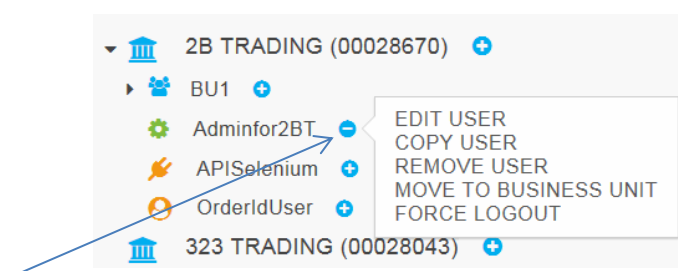 2B TRADING (00028670)
BU1
Adminfor2BT
EDIT USER
COPY USER
REMOVE USER
MOVE TO BUSINESS UNIT
FORCE LOGOUT
APISelenium
OrderIdUser
323 TRADING (00028043)